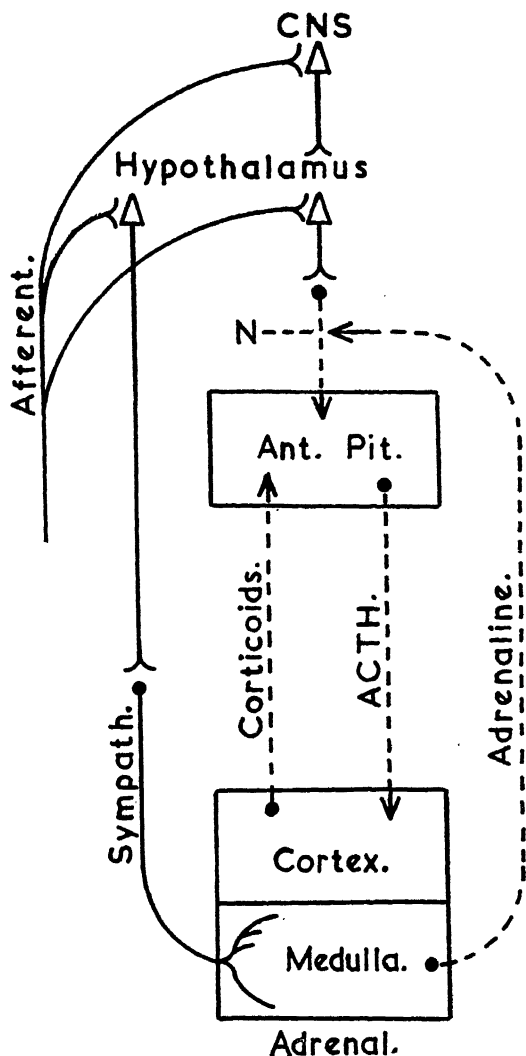 CNS
Hypothalamus
Afferent.
N
Ant. Pit.
Corticoids.
ACTH.
Adrenaline.
Sympath.
Cortex.
Medulla.
Adrenal.